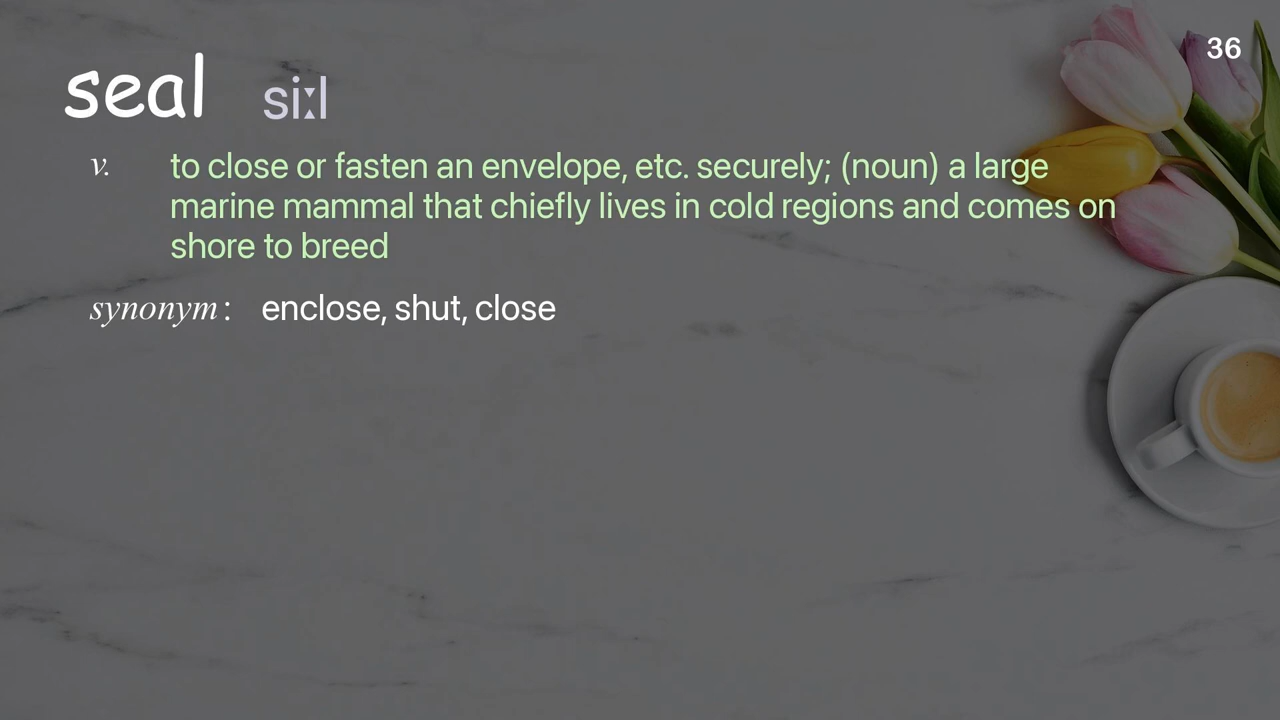 36
seal siːl
v. to close or fasten an envelope, etc. securely; (noun) a large
marine mammal that chiefly lives in cold regions and comes on
shore to breed
synonym : enclose, shut, close